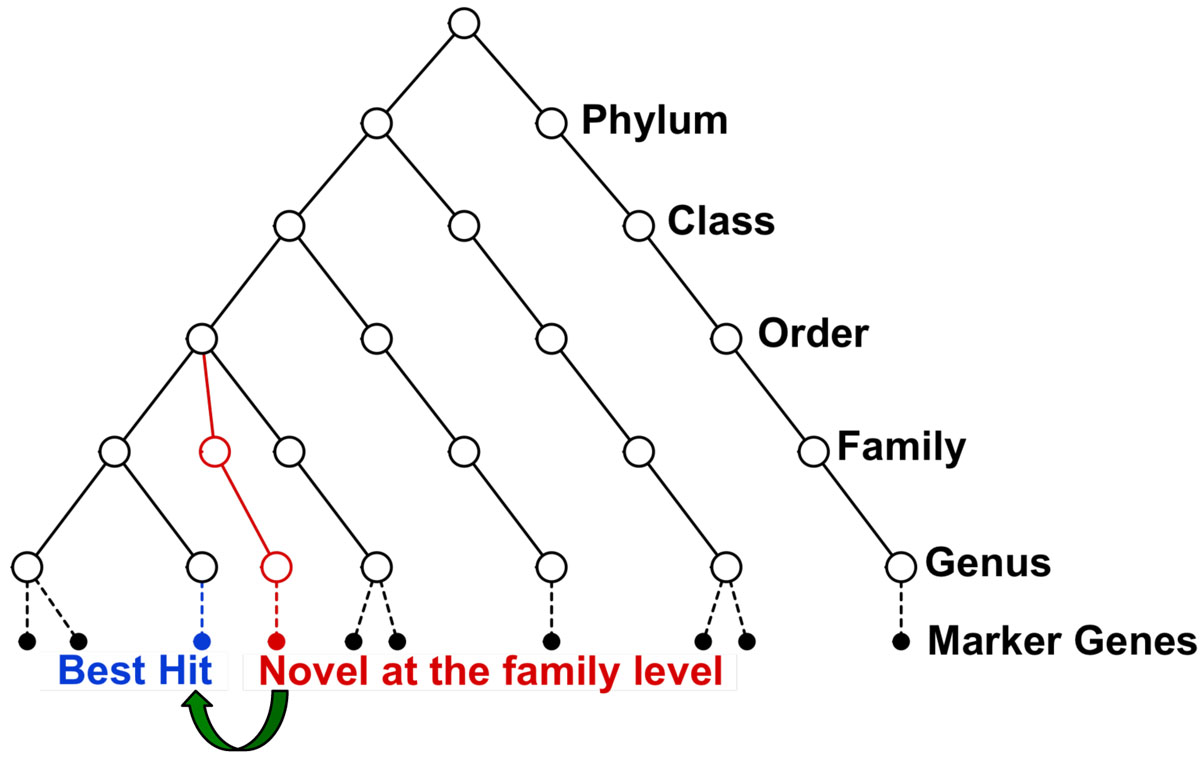 Phylum
Class
Order
Family
Genus
Marker Genes
Best Hit
Novel at the family level